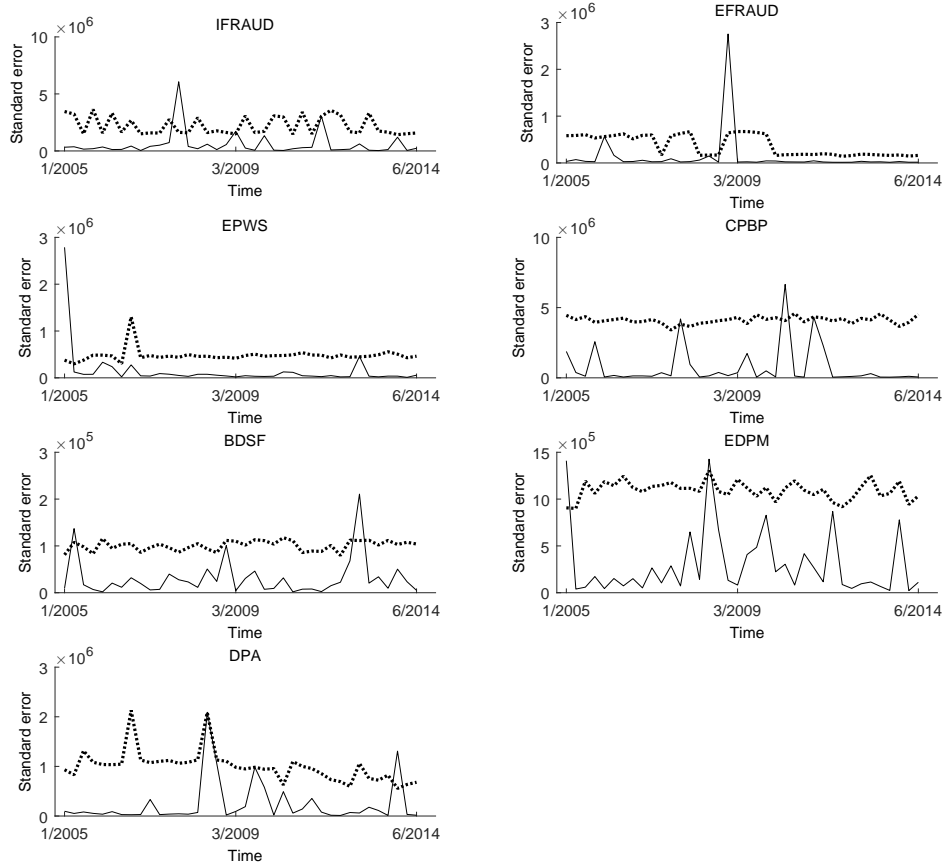 IFRAUD
×10^6
10
5
0
Standard error
1/2005
3/2009
6/2014
Time
EFRAUD
×10^6
3
2
1
0
Standard error
1/2005
3/2009
6/2014
Time
EPWS
×10^6
3
2
1
0
Standard error
1/2005
3/2009
6/2014
Time
CPBP
×10^6
10
5
0
Standard error
1/2005
3/2009
6/2014
Time
BDSF
×10^5
3
2
1
0
Standard error
1/2005
3/2009
6/2014
Time
EDPM
×10^5
15
10
5
0
Standard error
1/2005
3/2009
6/2014
Time
DPA
×10^6
3
2
1
0
Standard error
1/2005
3/2009
6/2014
Time